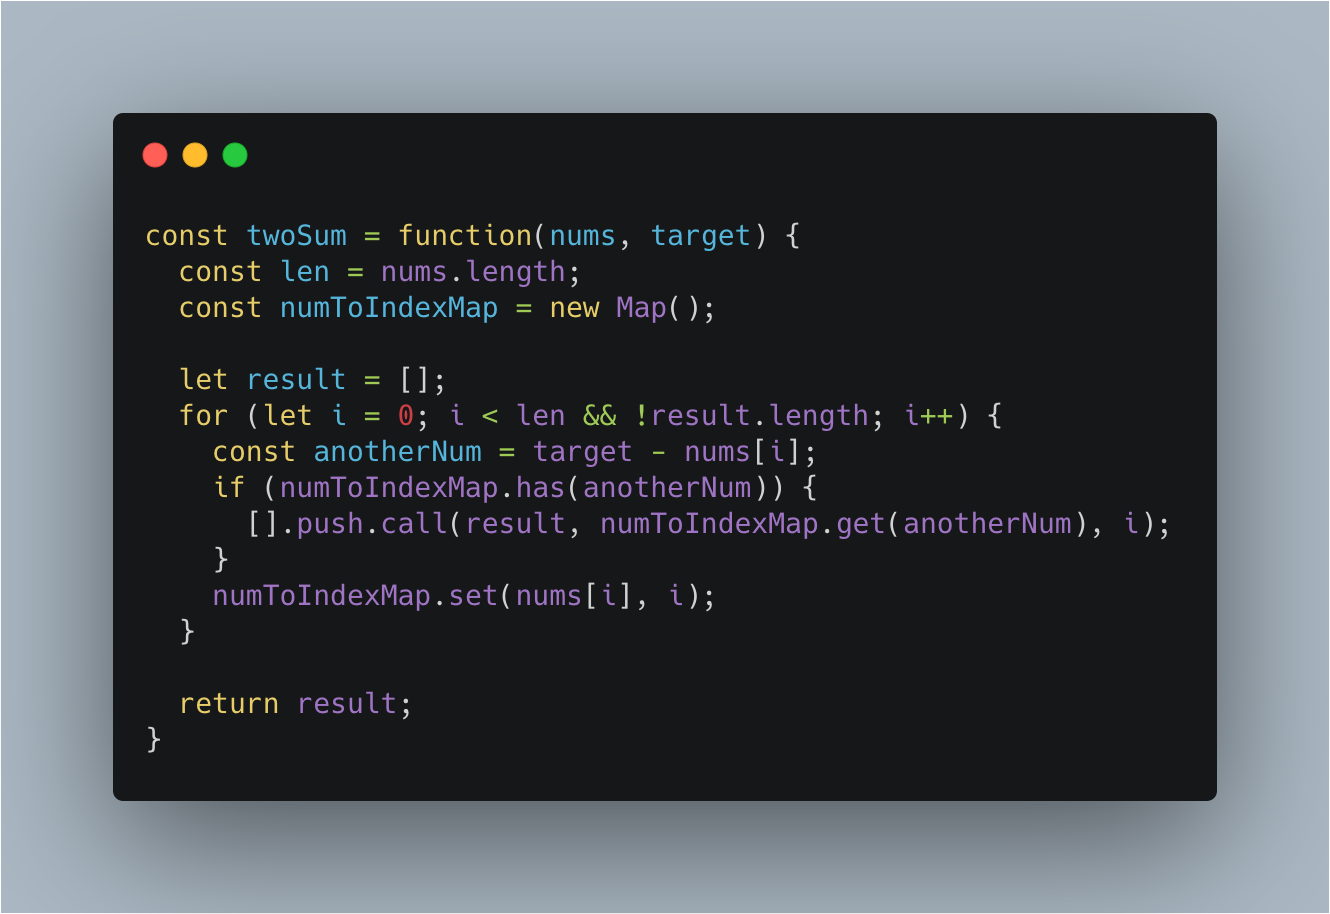 const twoSum = function(nums, target) {
  const len = nums.length;
  const numToIndexMap = new Map();

  let result = [];
  for (let i = 0; i < len && !result.length; i++) {
    const anotherNum = target - nums[i];
    if (numToIndexMap.has(anotherNum)) {
      [].push.call(result, numToIndexMap.get(anotherNum), i);
    }
    numToIndexMap.set(nums[i], i);
  }

  return result;
}